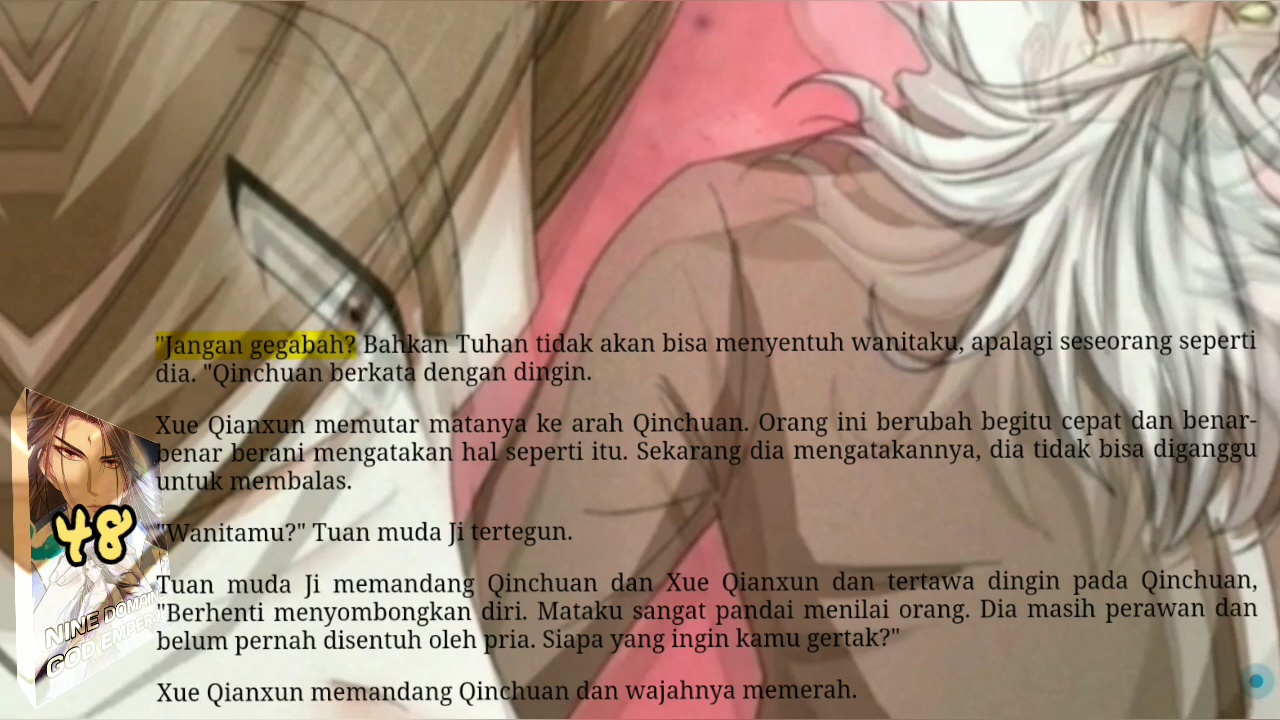 "Jangan gegabah? Bahkan Tuhan tidak akan bisa menyentuh wanitaku, apalagi seseorang seperti
dia. "Qinchuan berkata dengan dingin.
Xue Qianxun memutar matanya ke arah Qinchuan. Orang ini berubah begitu cepat dan benar-
benar berani mengatakan hal seperti itu. Sekarang dia mengatakannya, dia tidak bisa diganggu
untuk membalas.
"Wanitamu?" Tuan muda Ji tertegun.
Tuan muda Ji memandang Qinchuan dan Xue Qianxun dan tertawa dingin pada Qinchuan,
"Berhenti menyombongkan diri. Mataku sangat pandai menilai orang. Dia masih perawan dan
belum pernah disentuh oleh pria. Siapa yang ingin kamu gertak?"
Xue Qianxun memandang Qinchuan dan wajahnya memerah.
48
NINE DOMAIN
GOD EMPERO